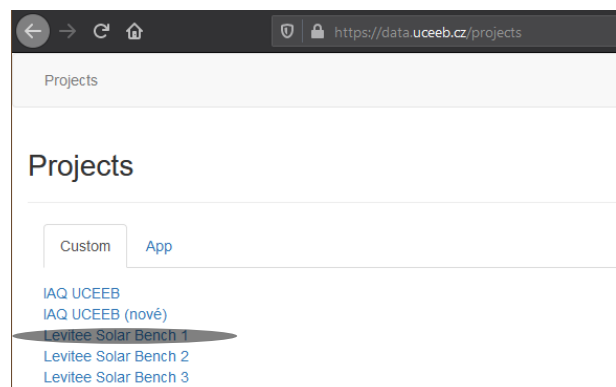 https://data.uceeb.cz/projects
Projects
Projects
Custom App
IAQ UCEEB
IAQ UCEEB (nové)
Levitee Solar Bench 1
Levitee Solar Bench 2
Levitee Solar Bench 3